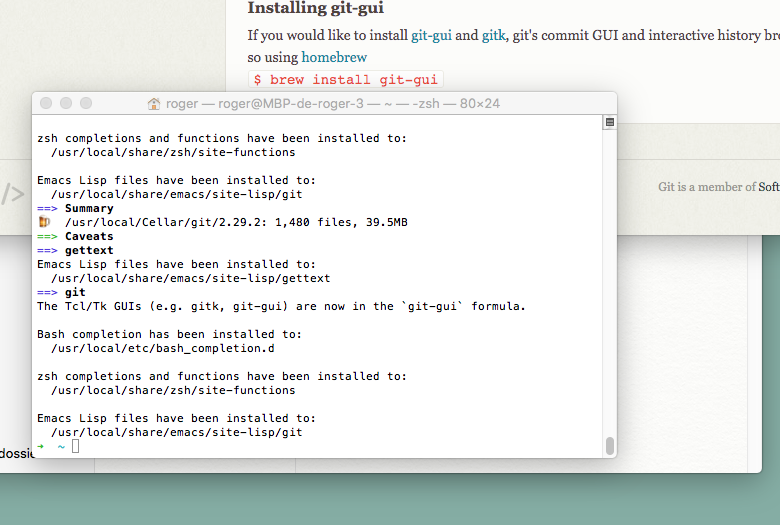 Installing git-gui
If you would like to install git-gui and gitk, git's commit GUI and interactive history
so using homebrew
$ brew install git-gui
roger — roger@MBP-de-roger-3 — ~ — -zsh — 80×24
zsh completions and functions have been installed to:
/usr/local/share/zsh/site-functions
Emacs Lisp files have been installed to:
/usr/local/share/emacs/site-lisp/git
==> Summary
🍺 /usr/local/Cellar/git/2.29.2: 1,480 files, 39.5MB
==> Caveats
==> gettext
Emacs Lisp files have been installed to:
/usr/local/share/emacs/site-lisp/gettext
==> git
The Tcl/Tk GUIs (e.g. gitk, git-gui) are now in the `git-gui` formula.
Bash completion has been installed to:
/usr/local/etc/bash_completion.d
zsh completions and functions have been installed to:
/usr/local/share/zsh/site-functions
Emacs Lisp files have been installed to:
/usr/local/share/emacs/site-lisp/git
➜ ~
/>
Git is a member of Soft